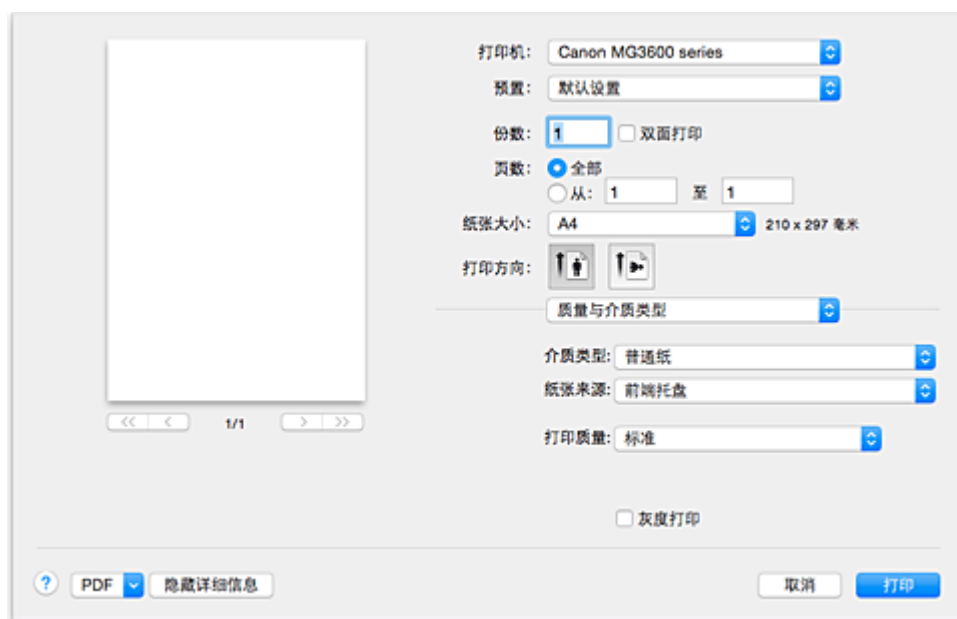 打印机: Canon MG3600 series
预置: 默认设置
份数: 1 双面打印
页数: 全部
从: 1 至 1
纸张大小: A4 210 x 297 毫米
打印方向:
质量与介质类型
介质类型: 普通纸
纸张来源: 前端托盘
<< < 1/1 > >>
打印质量: 标准
灰度打印
? PDF 隐藏详细信息 取消 打印